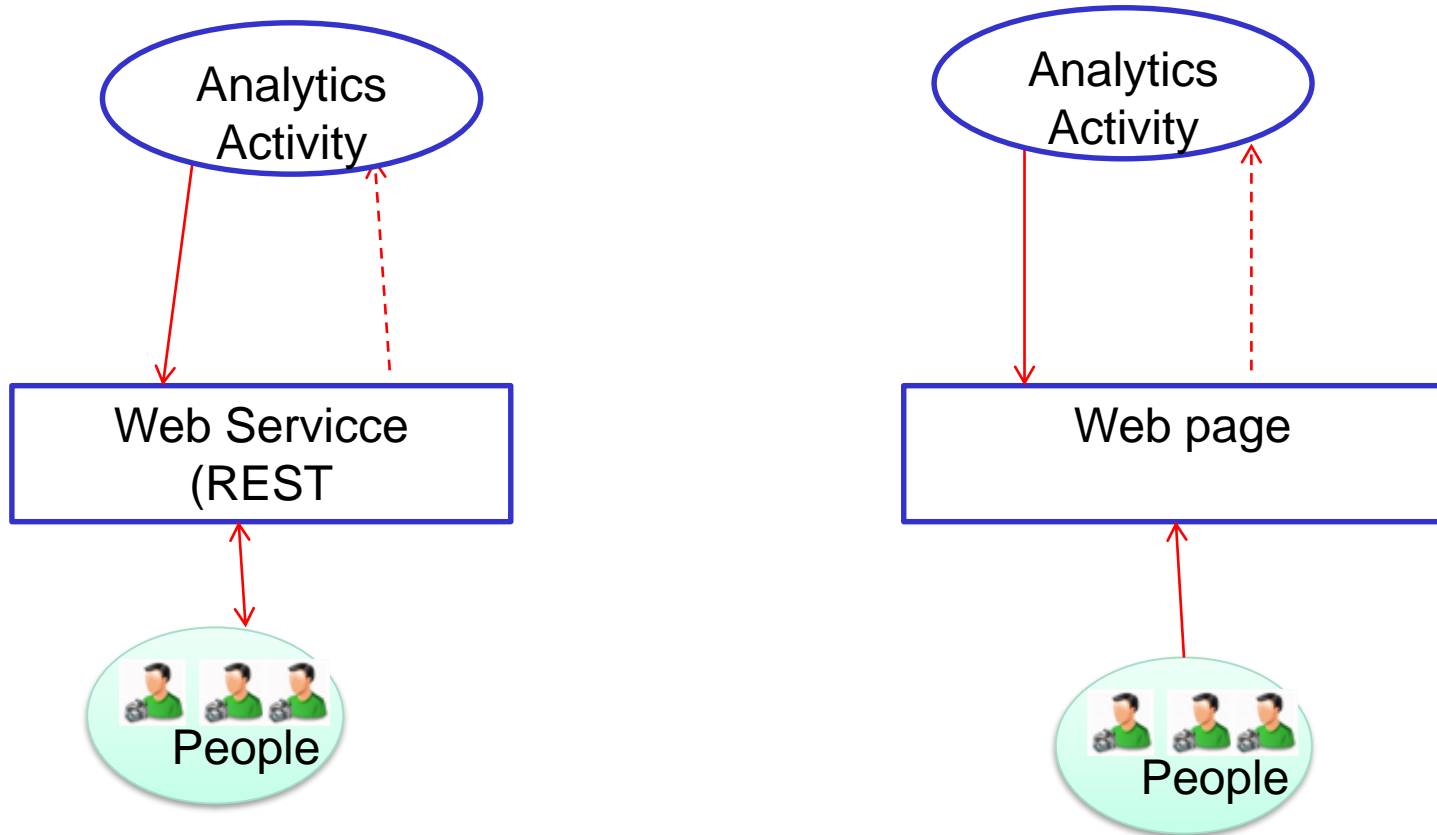 Analytics
Activity
Web Servicce
(REST
People
Analytics
Activity
Web page
People